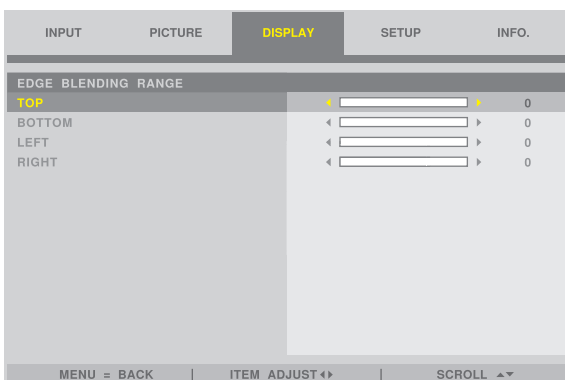 INPUT PICTURE DISPLAY SETUP INFO.
EDGE BLENDING RANGE
TOP 0
BOTTOM 0
LEFT 0
RIGHT 0
MENU = BACK | ITEM ADJUST◀▶ | SCROLL ▲▼